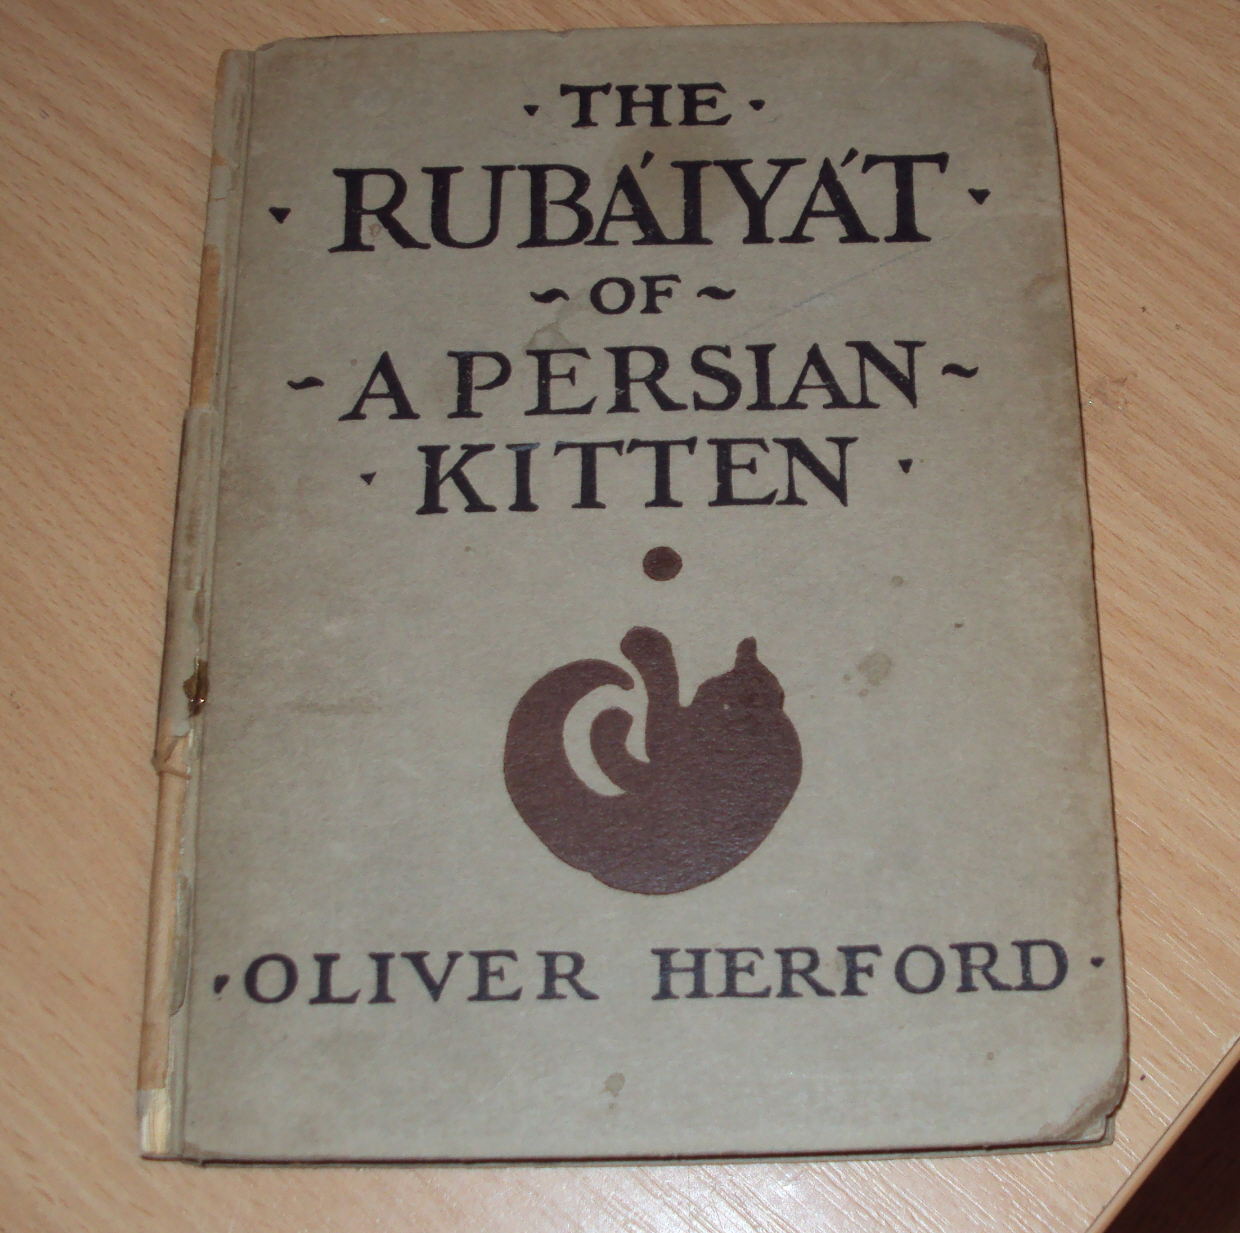 THE
RUBÁIYÁT
~ OF ~
~ A PERSIAN ~
KITTEN
OLIVER HERFORD